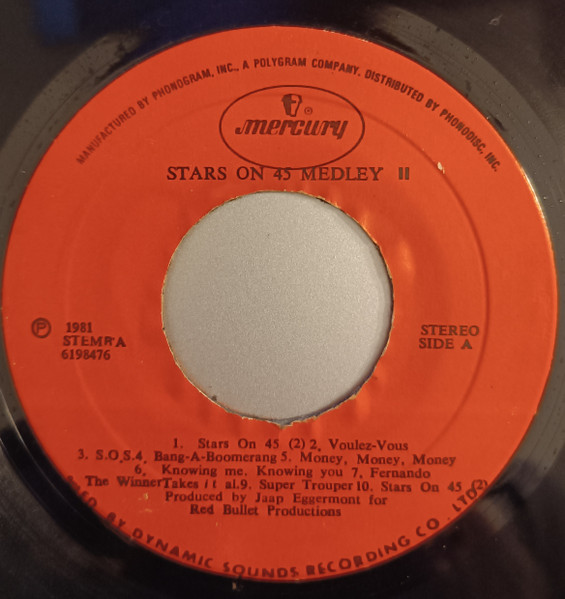 MANUFACTURED BY PHONOGRAM, INC., A POLYGRAM COMPANY. DISTRIBUTED BY PHONODISC, INC.
mercury ®
STARS ON 45 MEDLEY II
Ⓟ 1981
STEMRA
6198476
STEREO
SIDE A
1. Stars On 45 (2) 2, Voulez-Vous
3. S.O.S.4, Bang-A-Boomerang 5. Money, Money, Money
6, Knowing me. Knowing you 7, Fernando
The WinnerTakes it al.9. Super Trouper 10. Stars On 45 (2)
Produced by Jaap Eggermont for
Red Bullet Productions
BY DYNAMIC SOUNDS RECORDING CO. LTD.